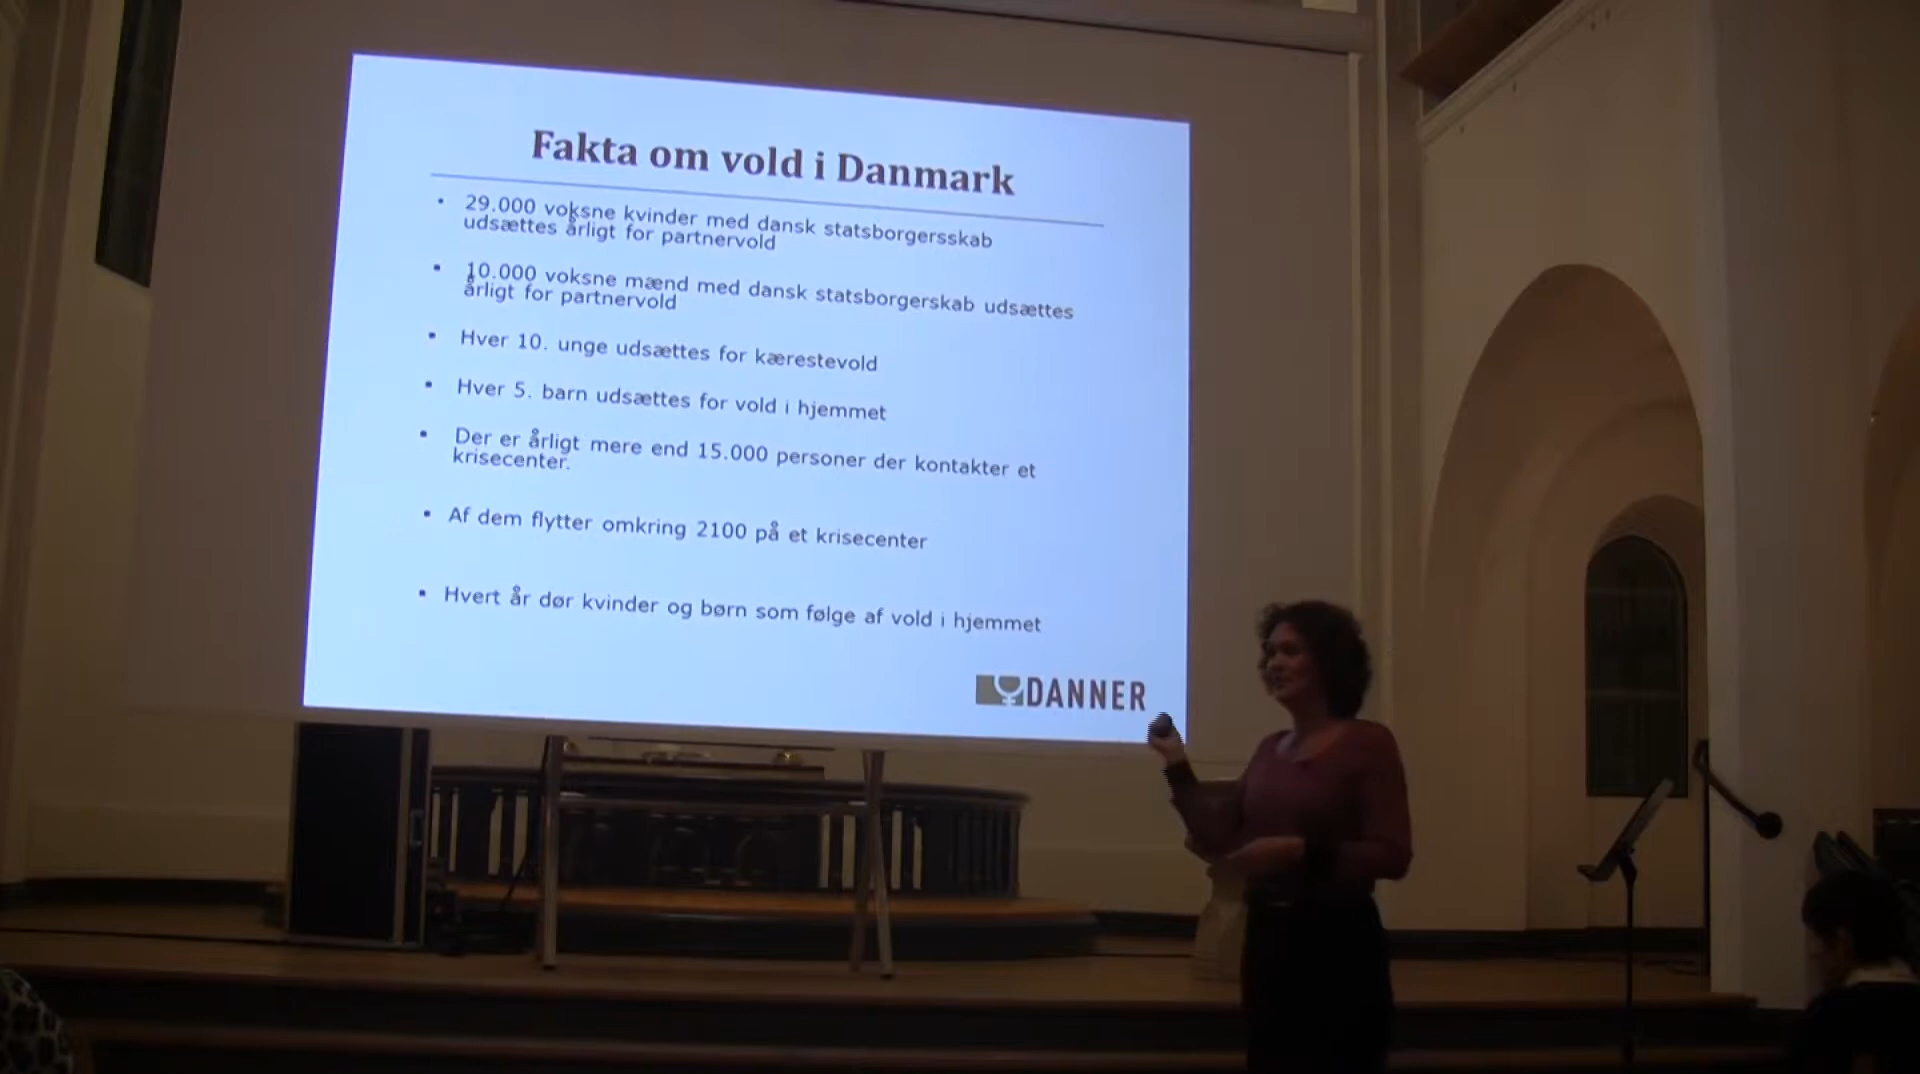 Fakta om vold i Danmark
• 29.000 voksne kvinder med dansk statsborgersskab
udsættes årligt for partnervold
• 10.000 voksne mænd med dansk statsborgerskab udsættes
årligt for partnervold
• Hver 10. unge udsættes for kærestevold
• Hver 5. barn udsættes for vold i hjemmet
• Der er årligt mere end 15.000 personer der kontakter et
krisecenter.
• Af dem flytter omkring 2100 på et krisecenter
• Hvert år dør kvinder og børn som følge af vold i hjemmet
DANNER